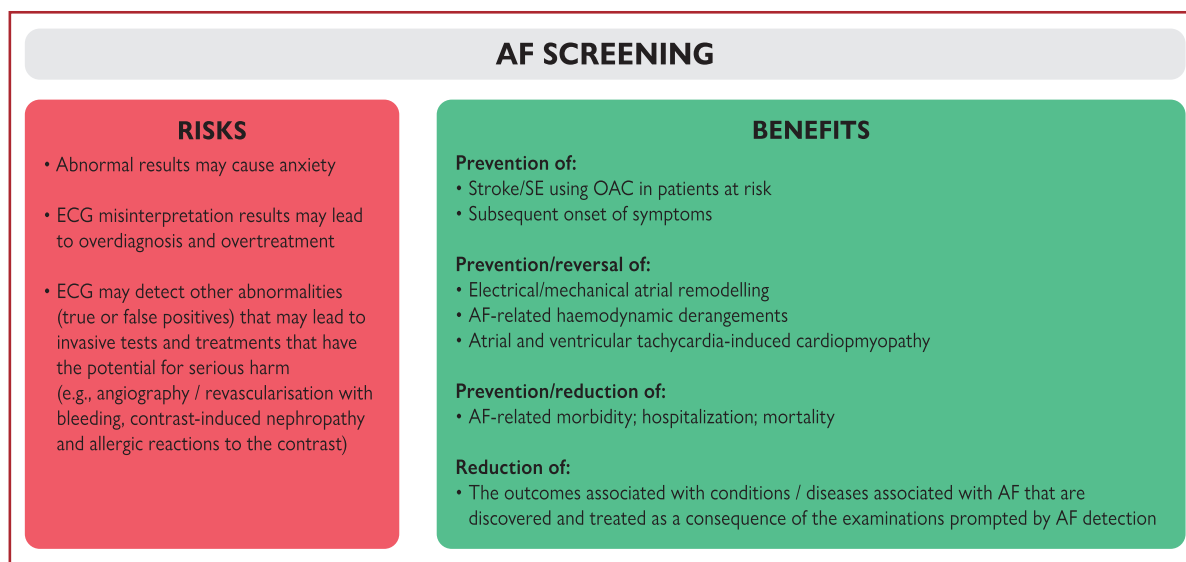 AF SCREENING
RISKS
• Abnormal results may cause anxiety
• ECG misinterpretation results may lead
to overdiagnosis and overtreatment
• ECG may detect other abnormalities
(true or false positives) that may lead to
invasive tests and treatments that have
the potential for serious harm
(e.g., angiography / revascularisation with
bleeding, contrast-induced nephropathy
and allergic reactions to the contrast)
BENEFITS
Prevention of:
• Stroke/SE using OAC in patients at risk
• Subsequent onset of symptoms
Prevention/reversal of:
• Electrical/mechanical atrial remodelling
• AF-related haemodynamic derangements
• Atrial and ventricular tachycardia-induced cardiopmyopathy
Prevention/reduction of:
• AF-related morbidity; hospitalization; mortality
Reduction of:
• The outcomes associated with conditions / diseases associated with AF that are
discovered and treated as a consequence of the examinations prompted by AF detection